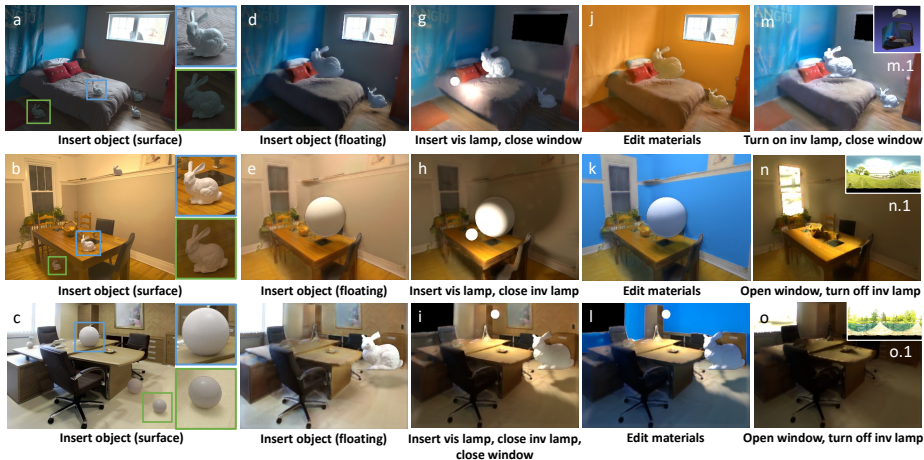 a
d
g
j
m
m.1
Insert object (surface)
Insert object (floating)
Insert vis lamp, close window
Edit materials
Turn on inv lamp, close window
b
e
h
k
n
n.1
Insert object (surface)
Insert object (floating)
Insert vis lamp, close inv lamp
Edit materials
Open window, turn off inv lamp
c
f
i
l
o
o.1
Insert object (surface)
Insert object (floating)
Insert vis lamp, close inv lamp,
close window
Edit materials
Open window, turn off inv lamp